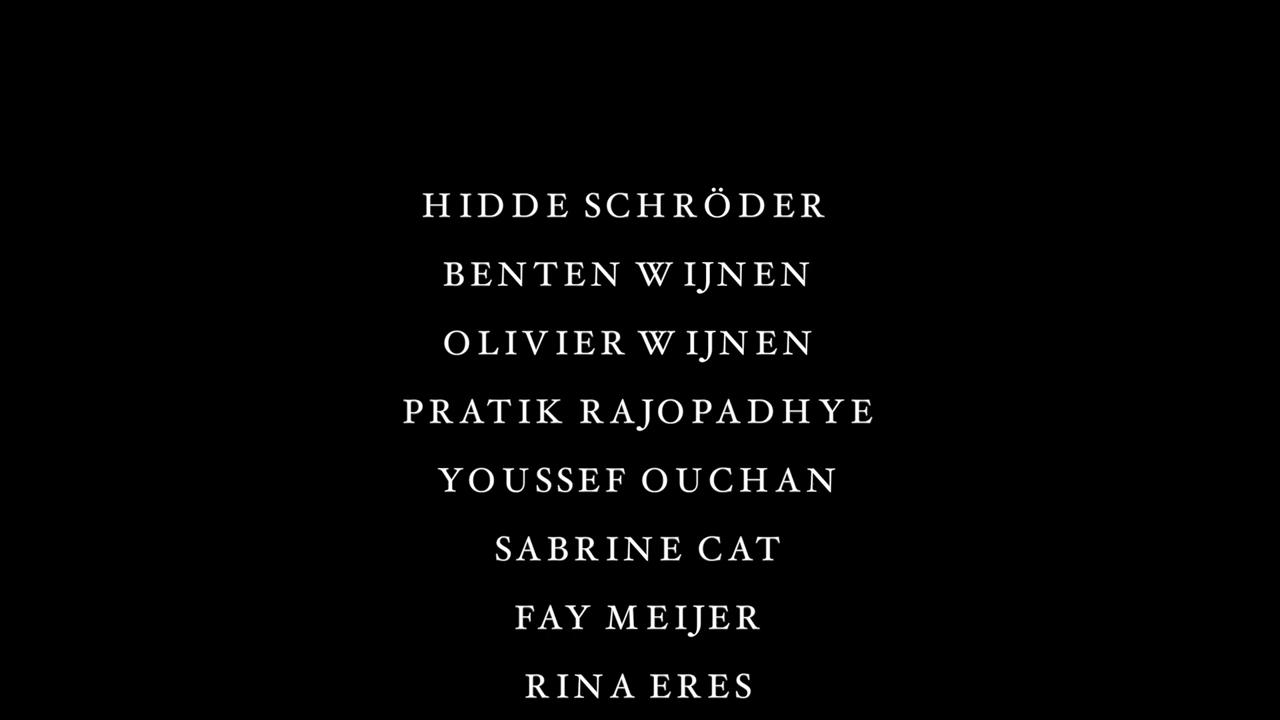 HIDDE SCHRÖDER
BENTEN WIJNEN
OLIVIER WIJNEN
PRATIK RAJOPADHYE
YOUSSEF OUCHAN
SABRINE CAT
FAY MEIJER
RINA ERES